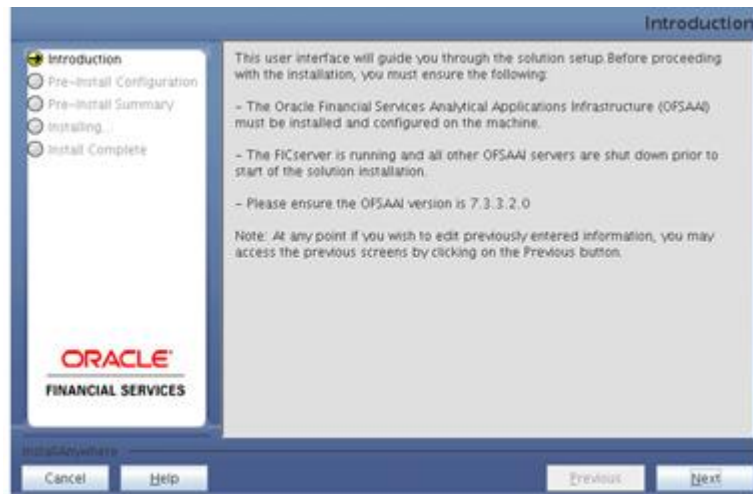 Introduction
Introduction
Pre-Install Configuration
Pre-Install Summary
Installing...
Install Complete
ORACLE®
FINANCIAL SERVICES
This user interface will guide you through the solution setup.Before proceeding
with the installation, you must ensure the following:
- The Oracle Financial Services Analytical Applications Infrastructure (OFSAAI)
must be installed and configured on the machine.
- The FICserver is running and all other OFSAAI servers are shut down prior to
start of the solution installation.
- Please ensure the OFSAAI version is 7.3.3.2.0
Note: At any point if you wish to edit previously entered information, you may
access the previous screens by clicking on the Previous button.
InstallAnywhere
Cancel
Help
Previous
Next